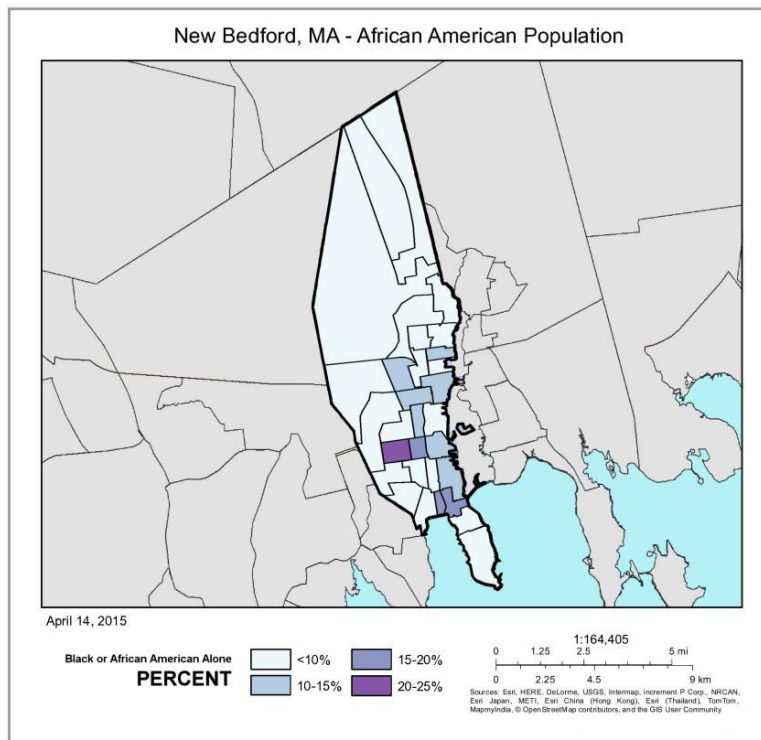 New Bedford, MA - African American Population
April 14, 2015
Black or African American Alone
PERCENT
<10%
15-20%
10-15%
20-25%
1:164,405
0 1.25 2.5 5 mi
0 2.25 4.5 9 km
Sources: Esri, HERE, DeLorme, USGS, Intermap, increment P Corp., NRCAN,
Esri Japan, METI, Esri China (Hong Kong), Esri (Thailand), TomTom,
MapmyIndia, © OpenStreetMap contributors, and the GIS User Community